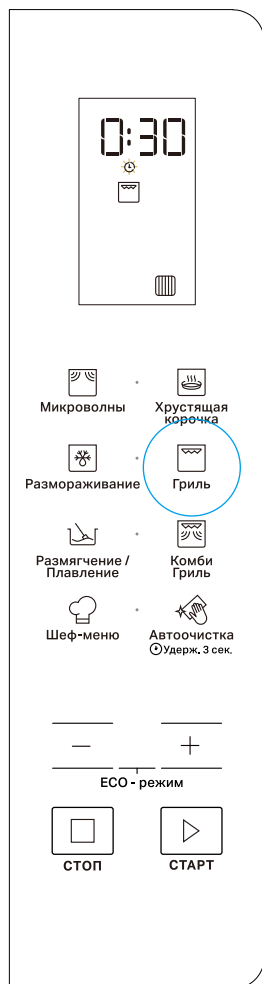 0:30
Микроволны
Хрустящая
корочка
Размораживание
Гриль
Размягчение /
Плавление
Комби
Гриль
Шеф-меню
Автоочистка
Удерж. 3 сек.
− +
ECO - режим
СТОП
СТАРТ